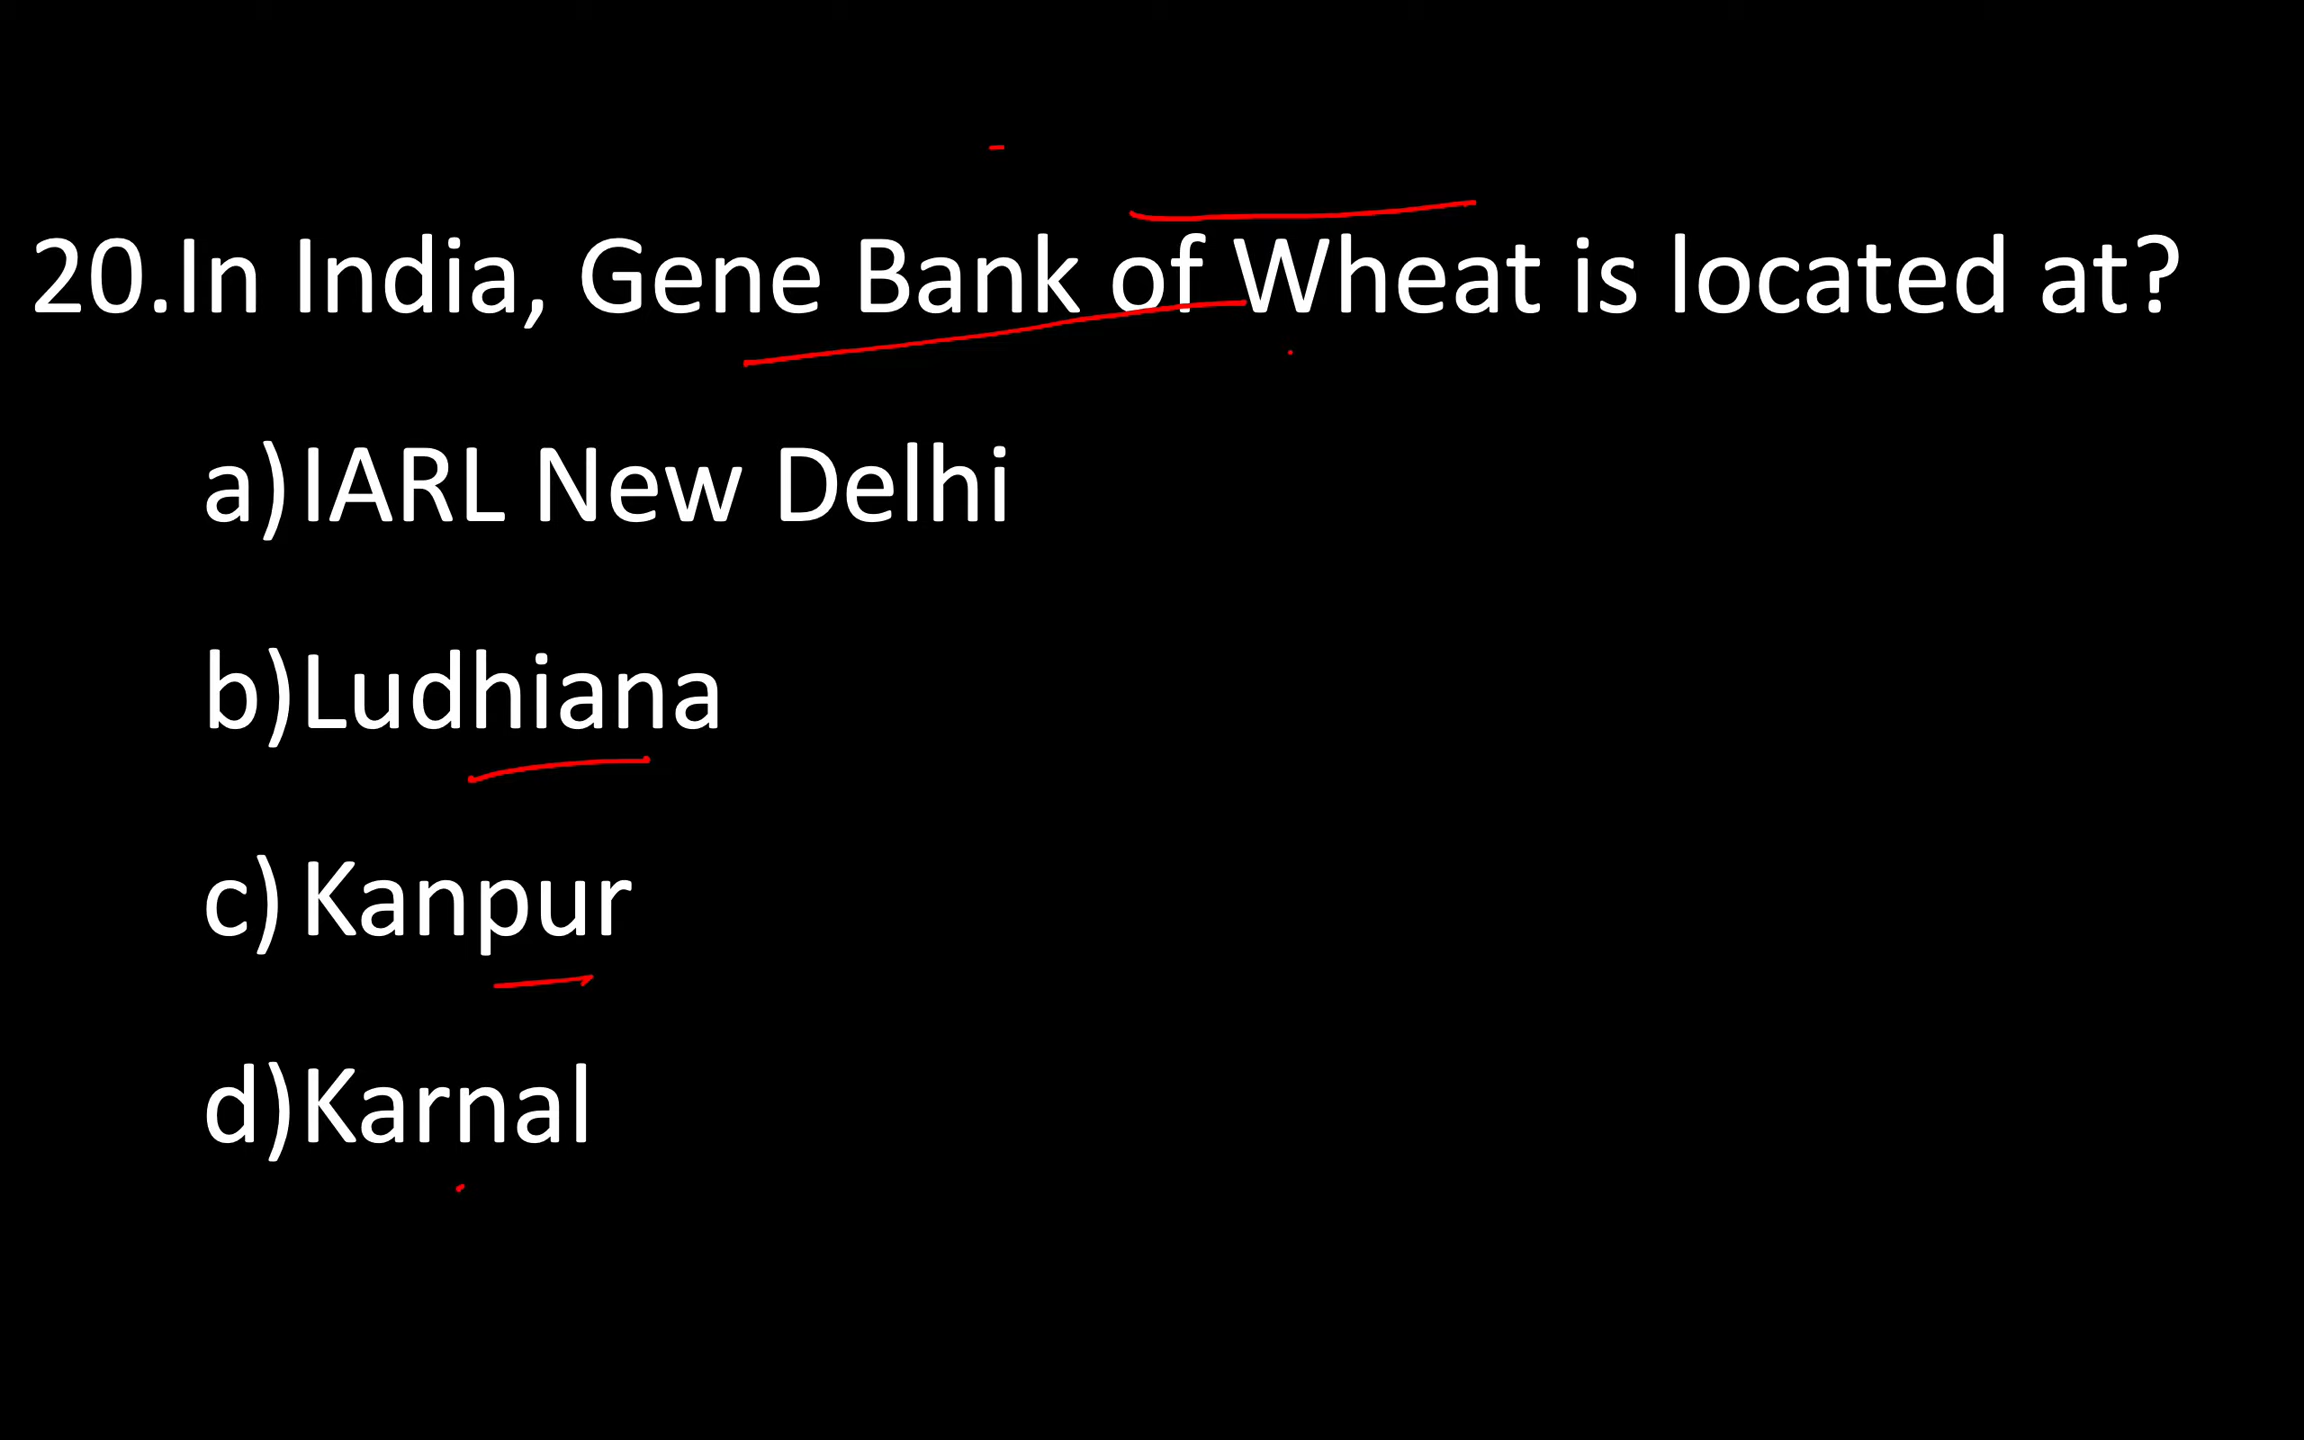 20.In India, Gene Bank of Wheat is located at?
a)IARL New Delhi
b)Ludhiana
c)Kanpur
d)Karnal